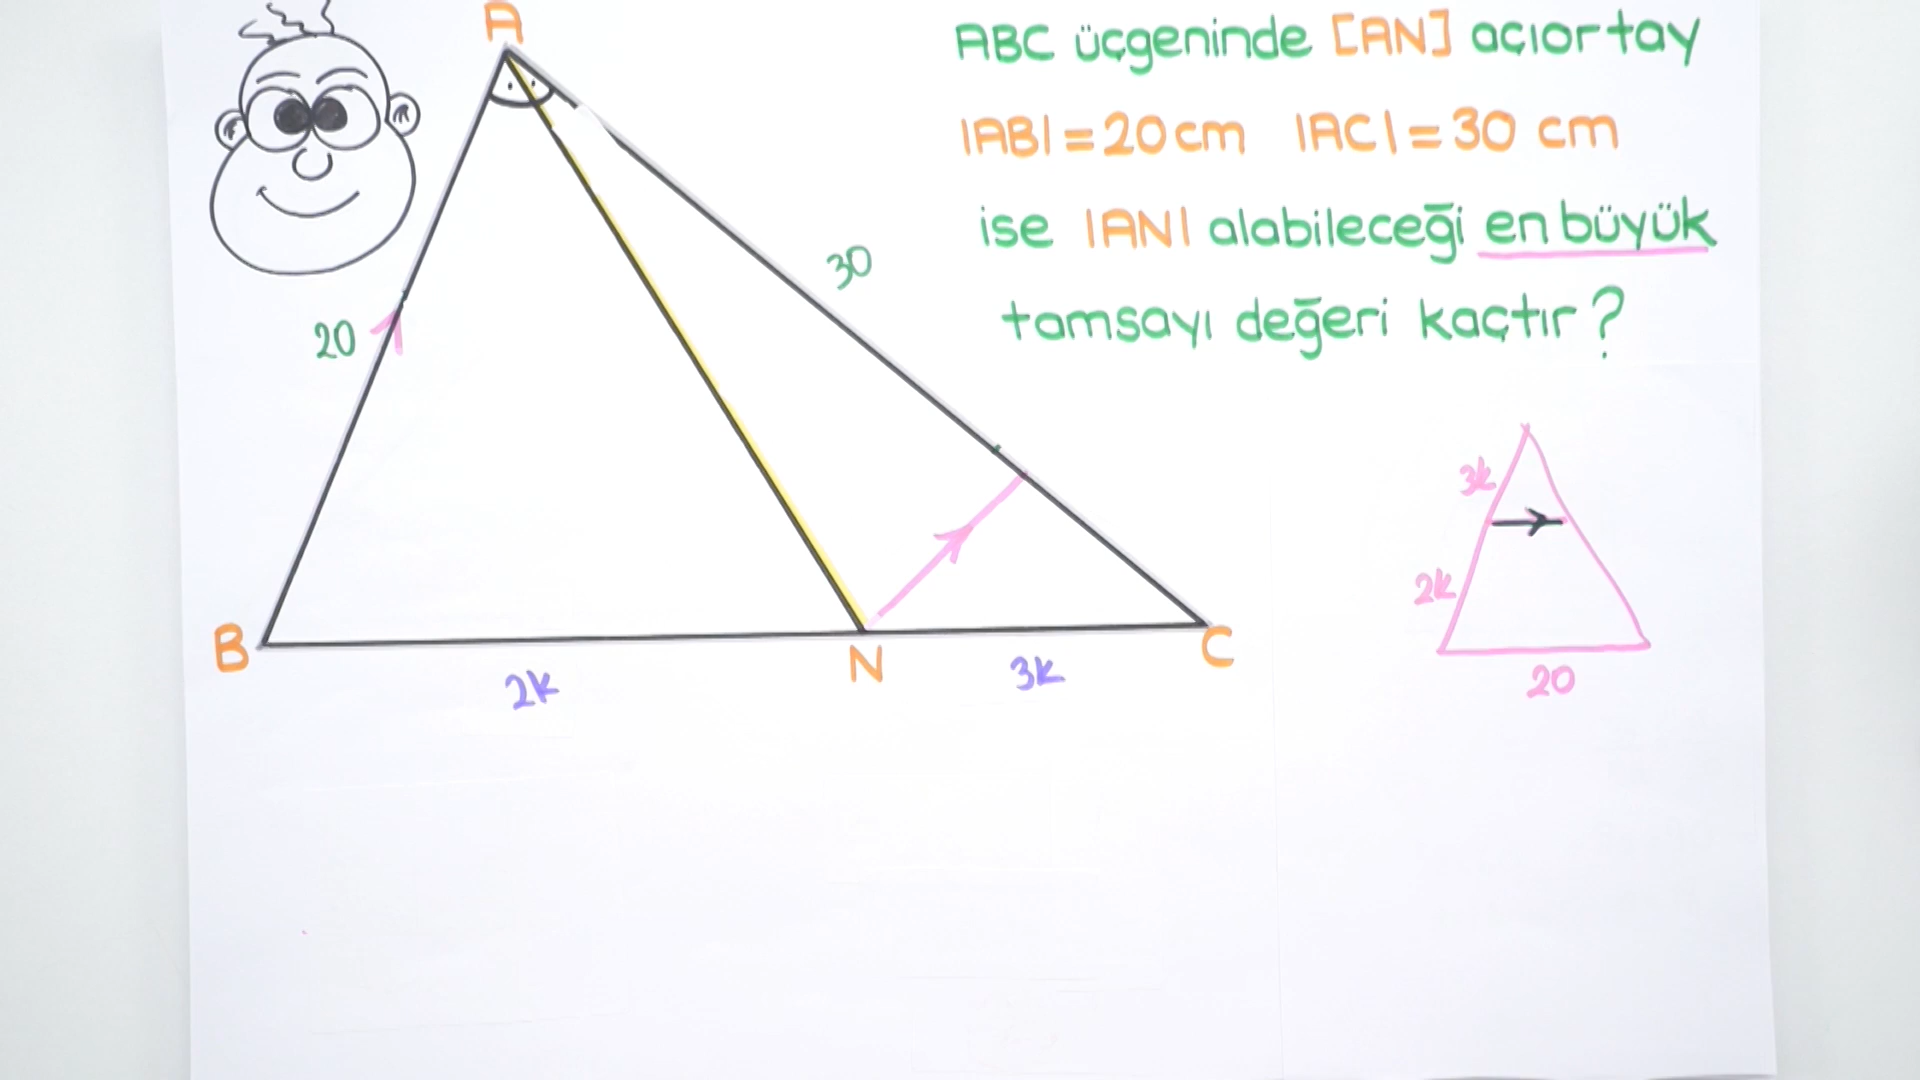 A
ABC üçgeninde [AN] açıortay
|AB| = 20 cm |AC| = 30 cm
ise |AN| alabileceği en büyük
tamsayı değeri kaçtır ?
30
20
3k
2k
20
B
N
C
2k
3k